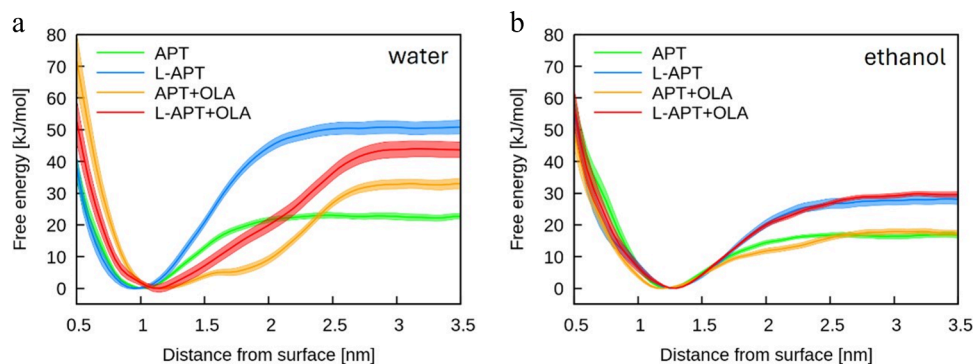 a
water
APT
L-APT
APT+OLA
L-APT+OLA
Free energy [kJ/mol]
80
70
60
50
40
30
20
10
0
0.5 1 1.5 2 2.5 3 3.5
Distance from surface [nm]
b
ethanol
APT
L-APT
APT+OLA
L-APT+OLA
Free energy [kJ/mol]
80
70
60
50
40
30
20
10
0
0.5 1 1.5 2 2.5 3 3.5
Distance from surface [nm]